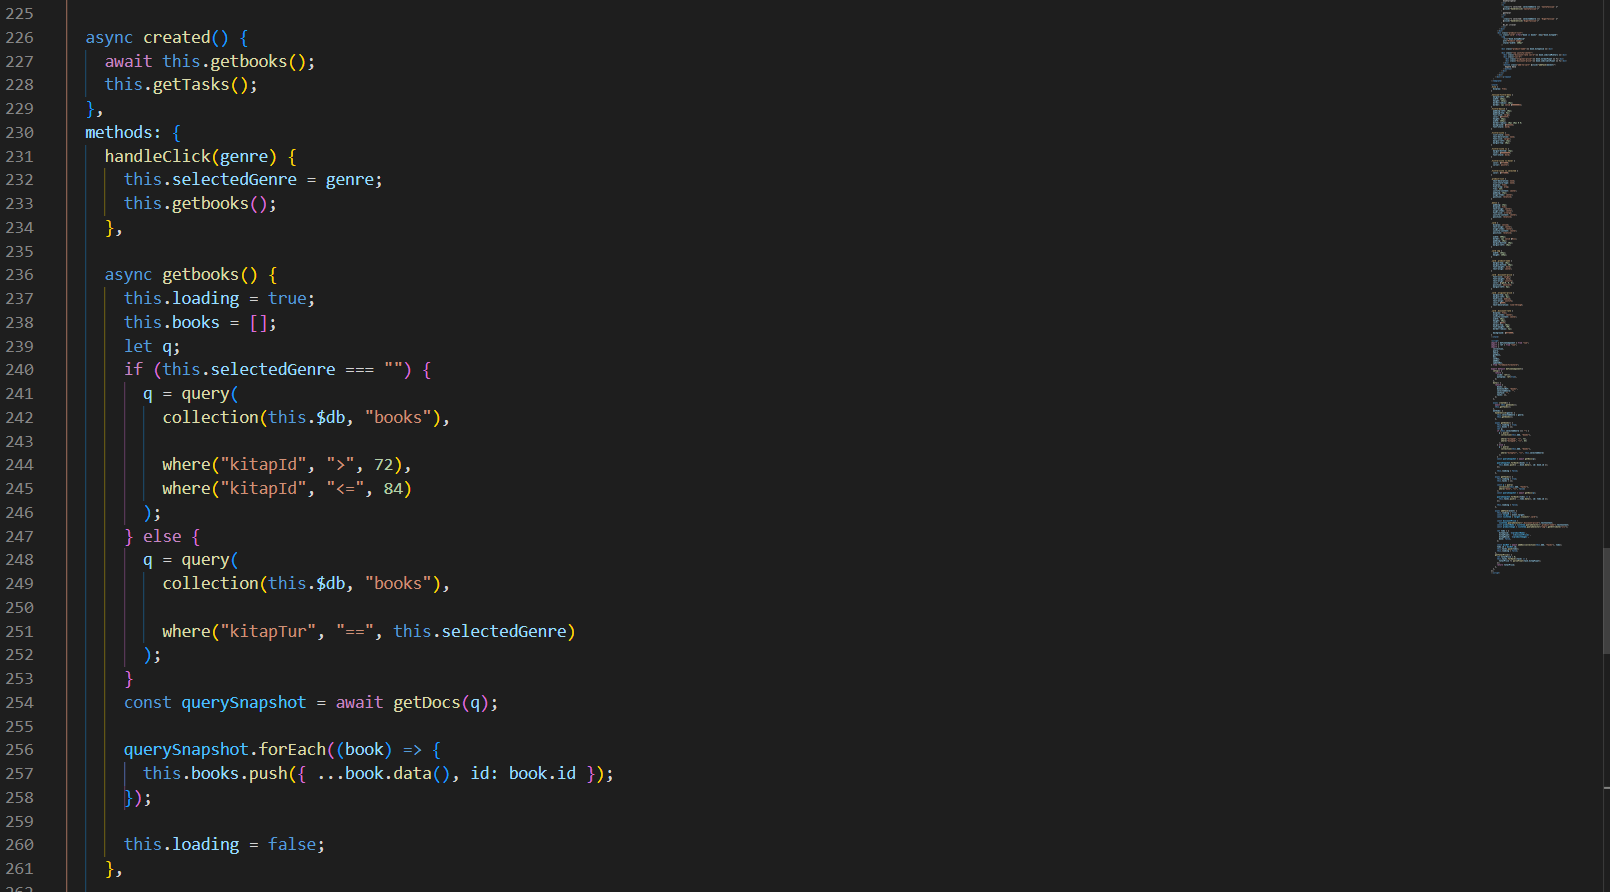 225
226 async created() {
227 await this.getbooks();
228 this.getTasks();
229 },
230 methods: {
231 handleClick(genre) {
232 this.selectedGenre = genre;
233 this.getbooks();
234 },
235
236 async getbooks() {
237 this.loading = true;
238 this.books = [];
239 let q;
240 if (this.selectedGenre === "") {
241 q = query(
242 collection(this.$db, "books"),
243
244 where("kitapId", ">", 72),
245 where("kitapId", "<=", 84)
246 );
247 } else {
248 q = query(
249 collection(this.$db, "books"),
250
251 where("kitapTur", "==", this.selectedGenre)
252 );
253 }
254 const querySnapshot = await getDocs(q);
255
256 querySnapshot.forEach((book) => {
257 this.books.push({ ...book.data(), id: book.id });
258 });
259
260 this.loading = false;
261 },